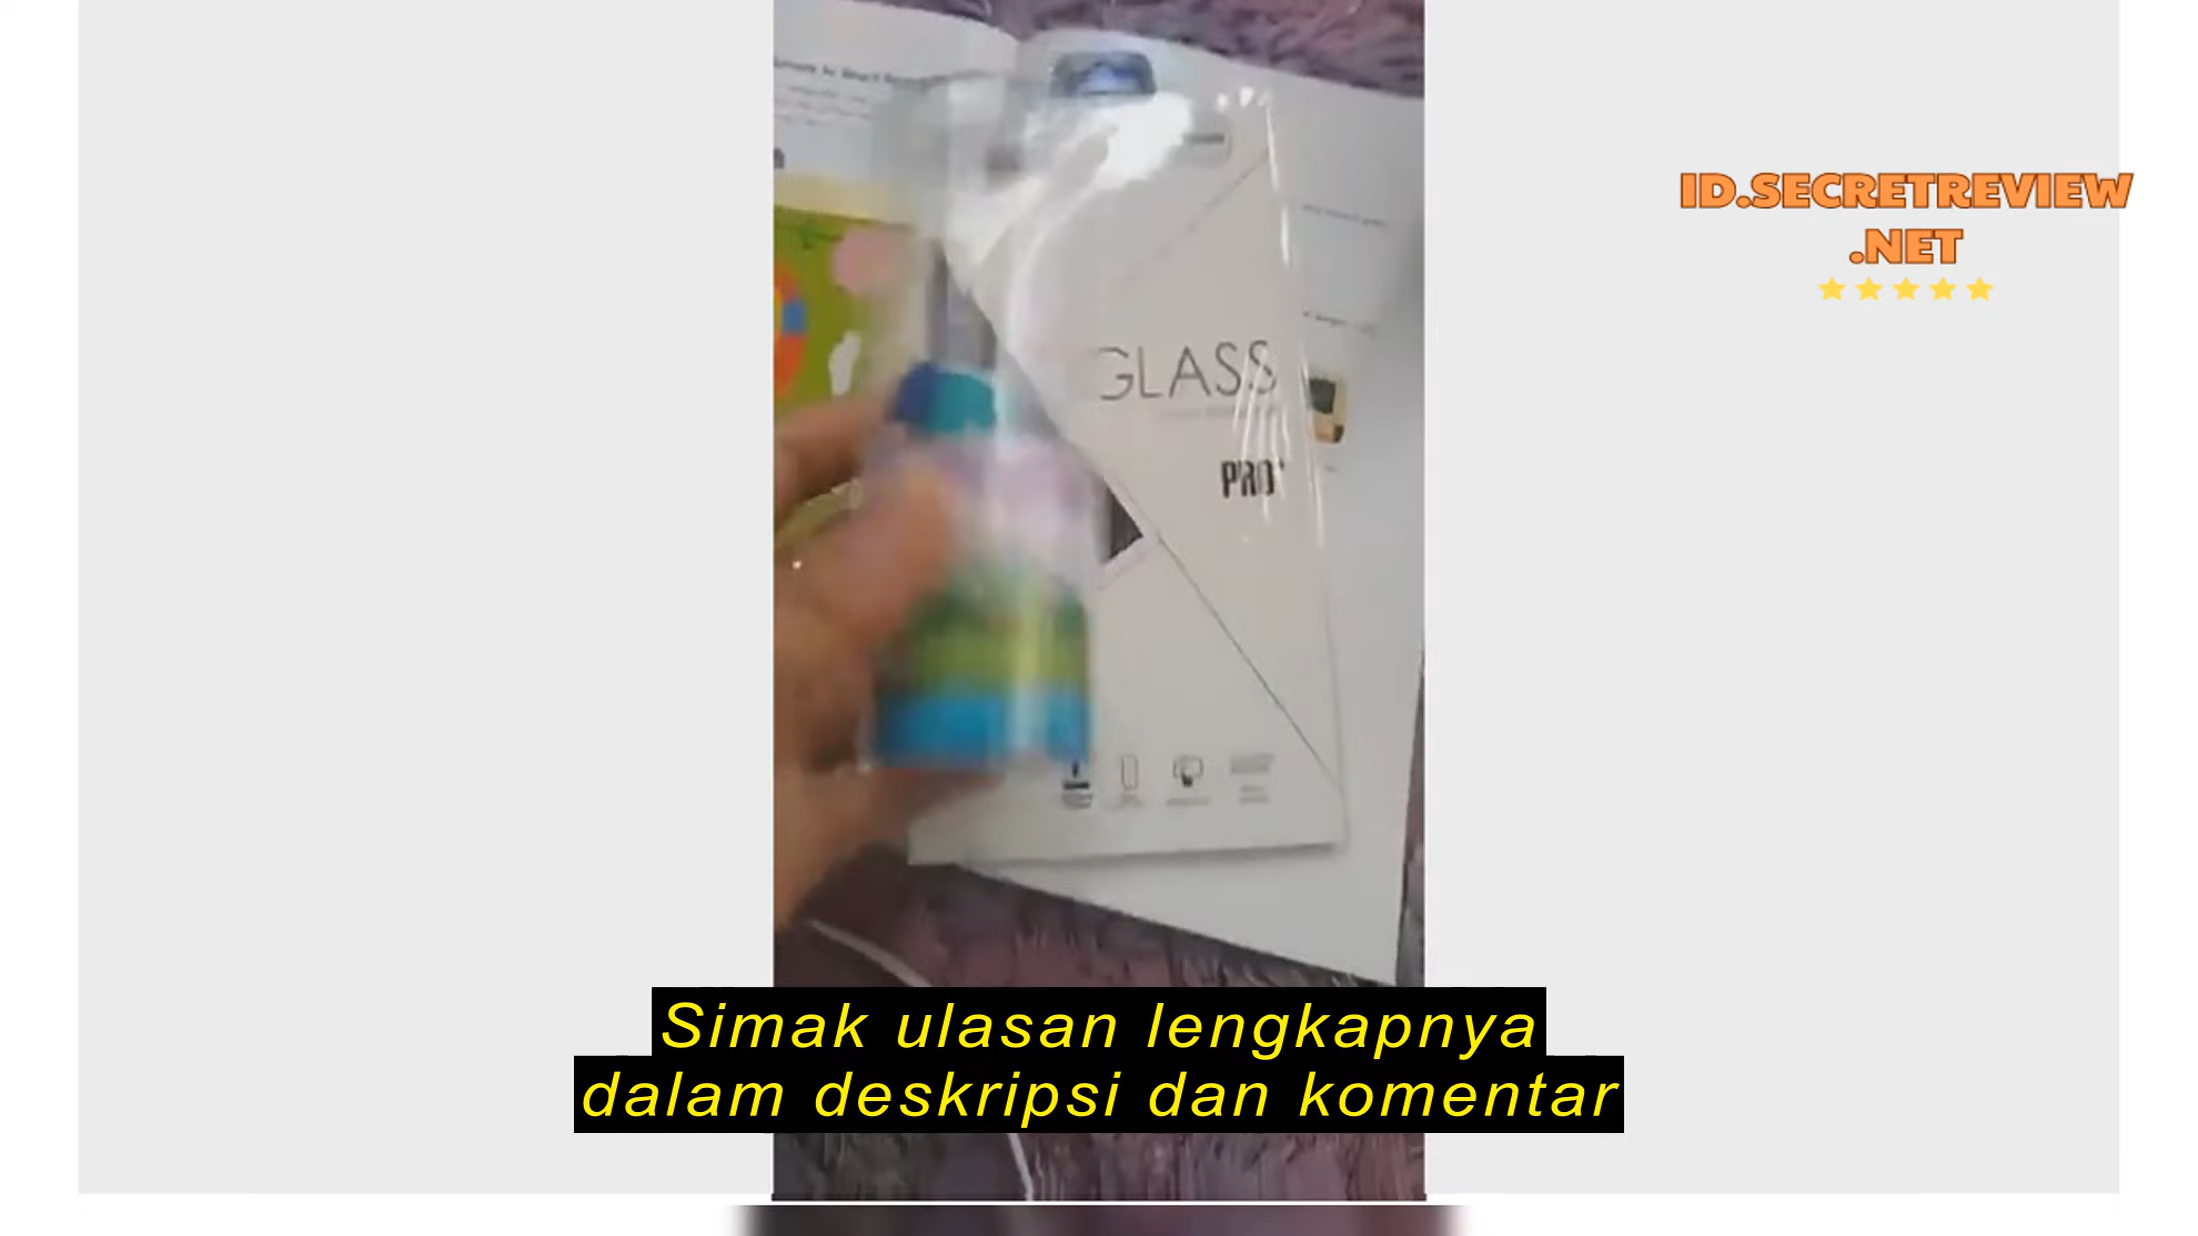 ID.SECRETREVIEW
.NET
GLASS
PRO+
Simak ulasan lengkapnya
dalam deskripsi dan komentar